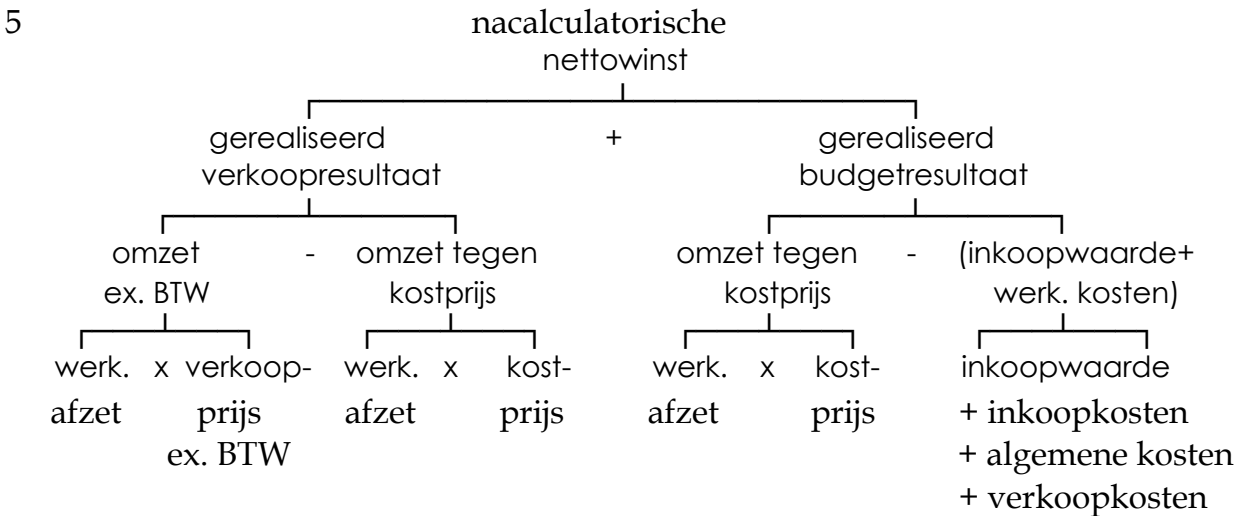 5 nacalculatorische
nettowinst
gerealiseerd + gerealiseerd
verkoopresultaat budgetresultaat
omzet - omzet tegen omzet tegen - (inkoopwaarde+
ex. BTW kostprijs kostprijs werk. kosten)
werk. x verkoop- werk. x kost- werk. x kost- inkoopwaarde
afzet prijs afzet prijs afzet prijs + inkoopkosten
ex. BTW + algemene kosten
+ verkoopkosten